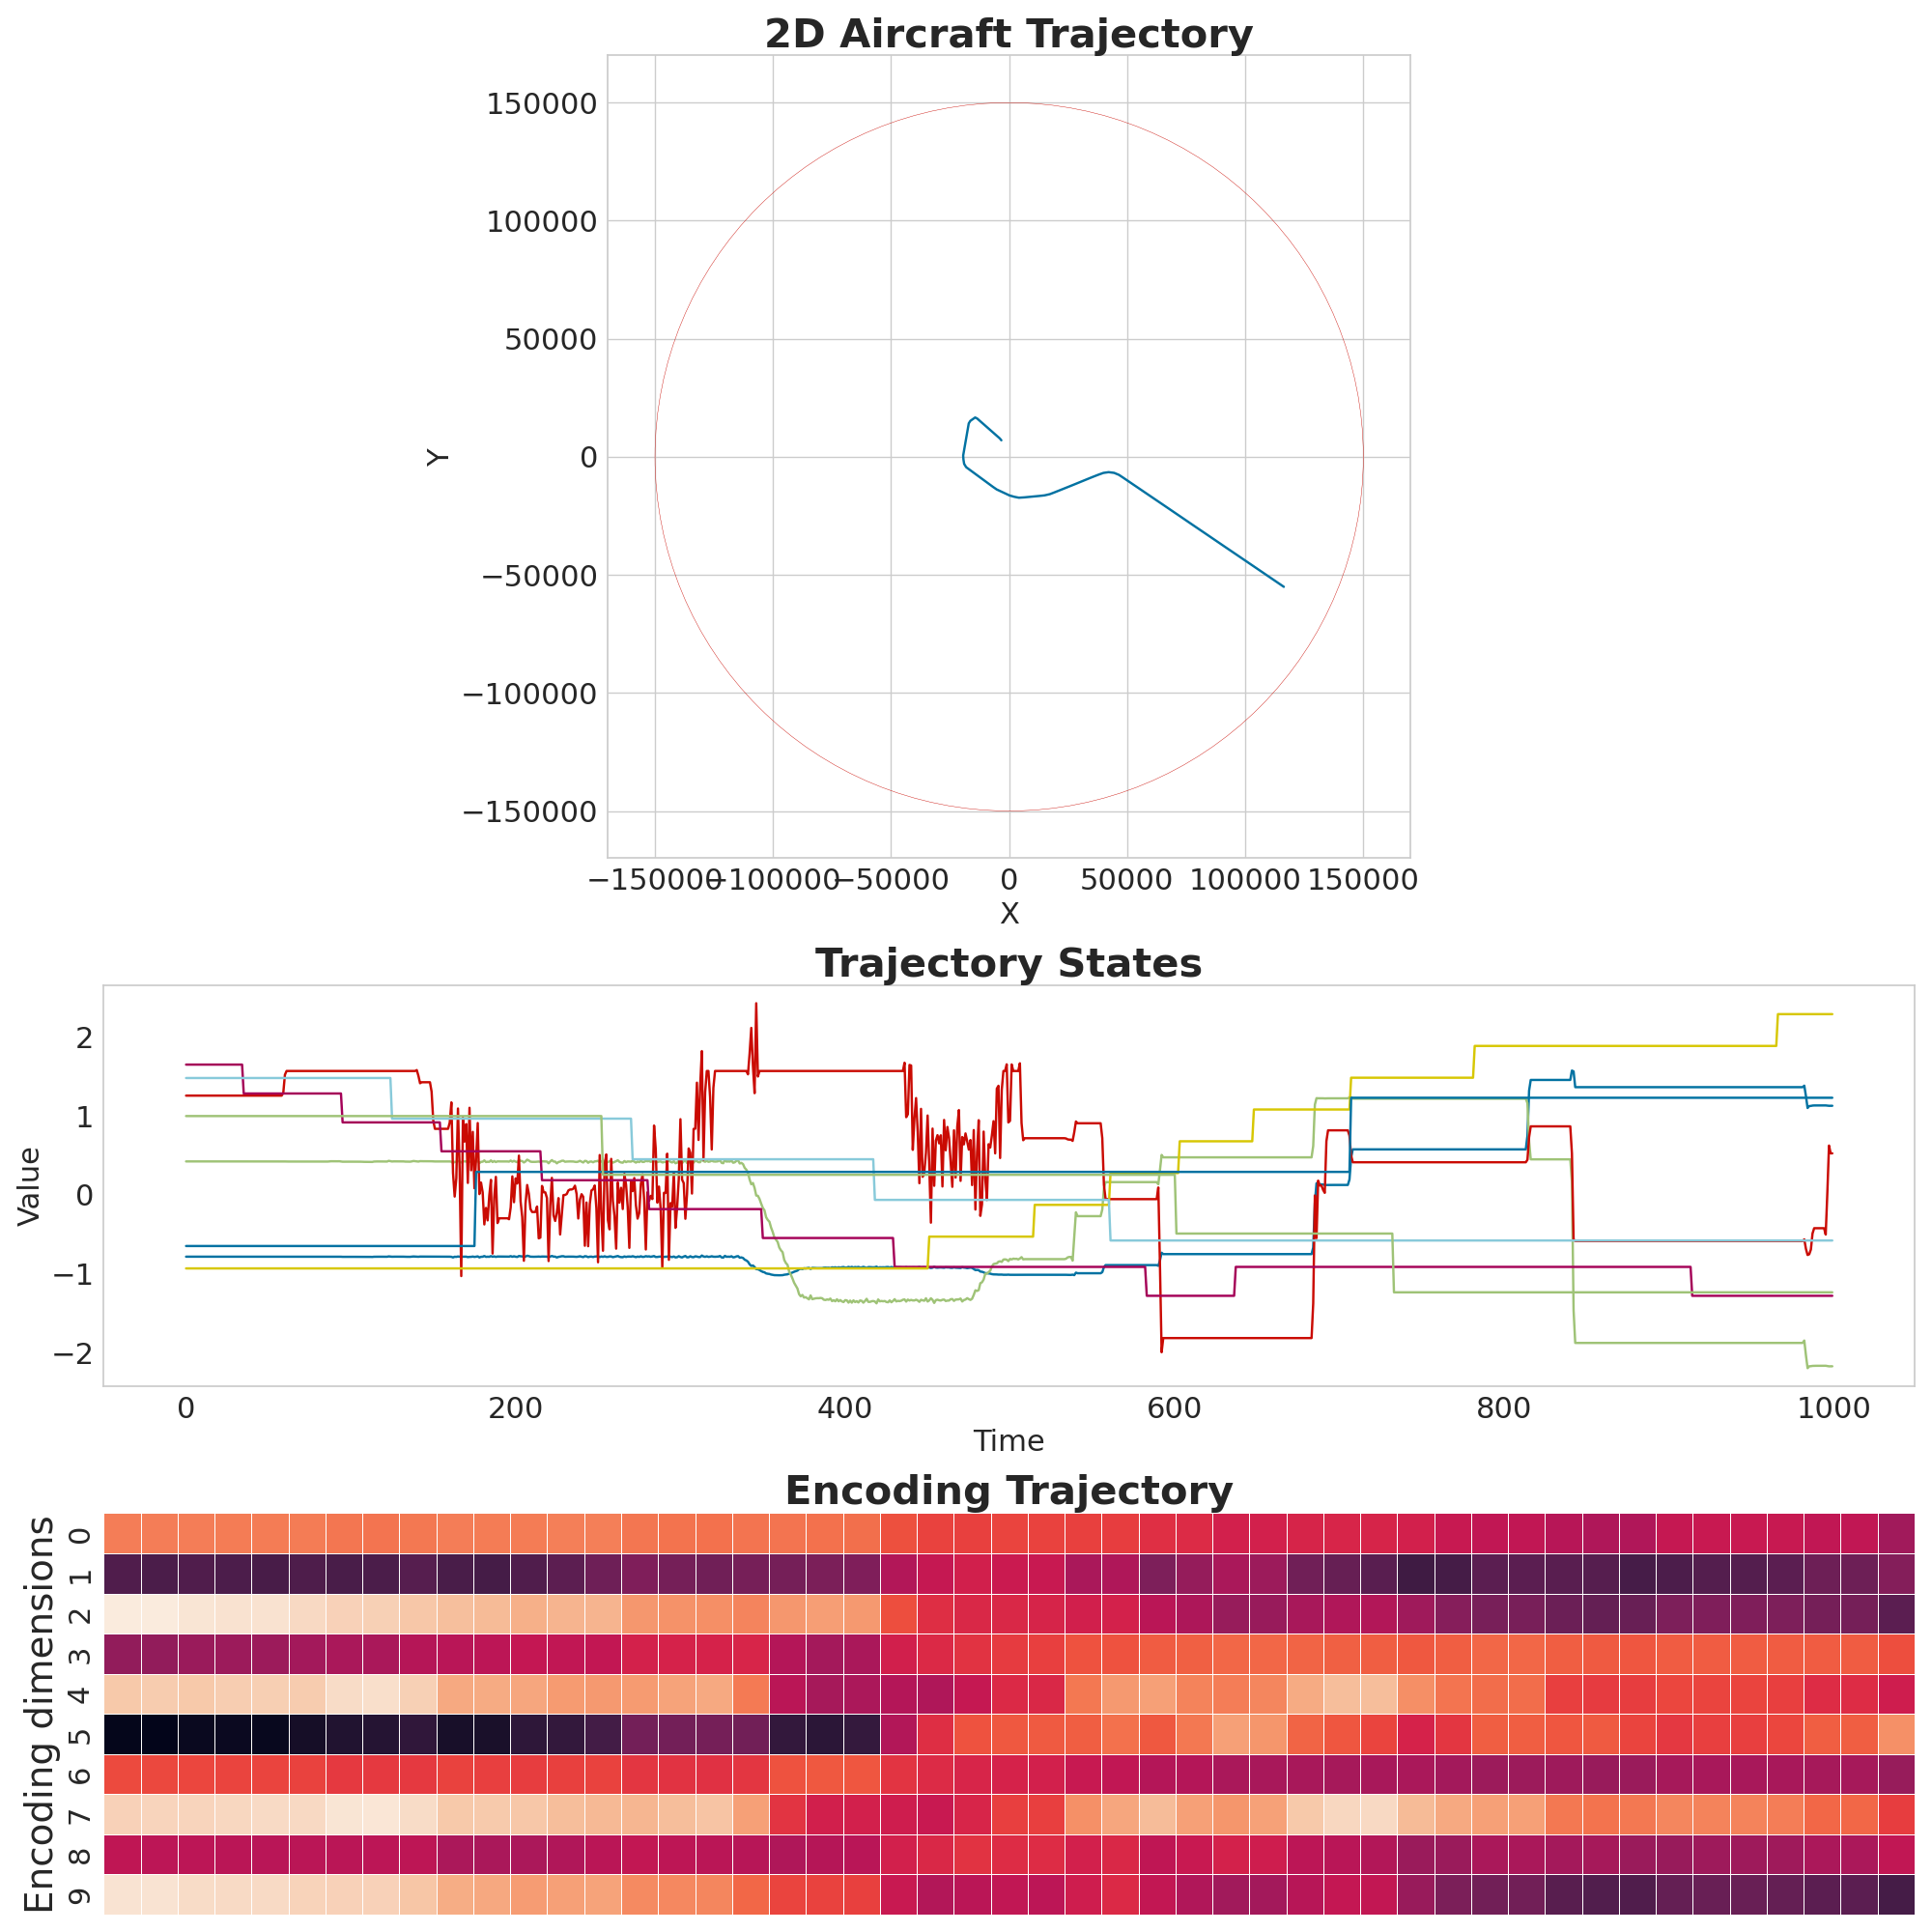 2D Aircraft Trajectory
150000
100000
50000
0
−50000
−100000
−150000
Y
−150000 −100000 −50000 0 50000 100000 150000
X
Trajectory States
2
1
0
−1
−2
Value
0 200 400 600 800 1000
Time
Encoding Trajectory
Encoding dimensions
0
1
2
3
4
5
6
7
8
9